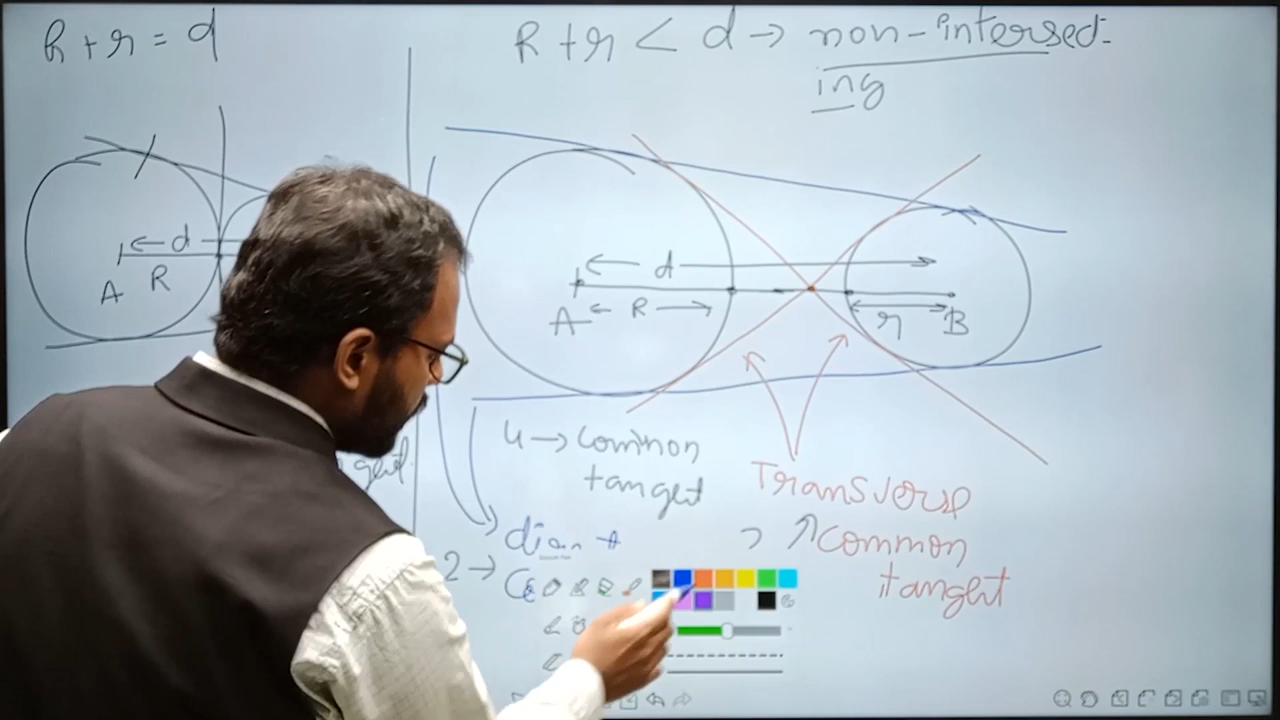 R + r = d
R + r < d → non-intersect-
ing
← d
R
A
← d →
A
← R →
← r →
B
4 → common
tangent
Transverse
common
tangent
2 →